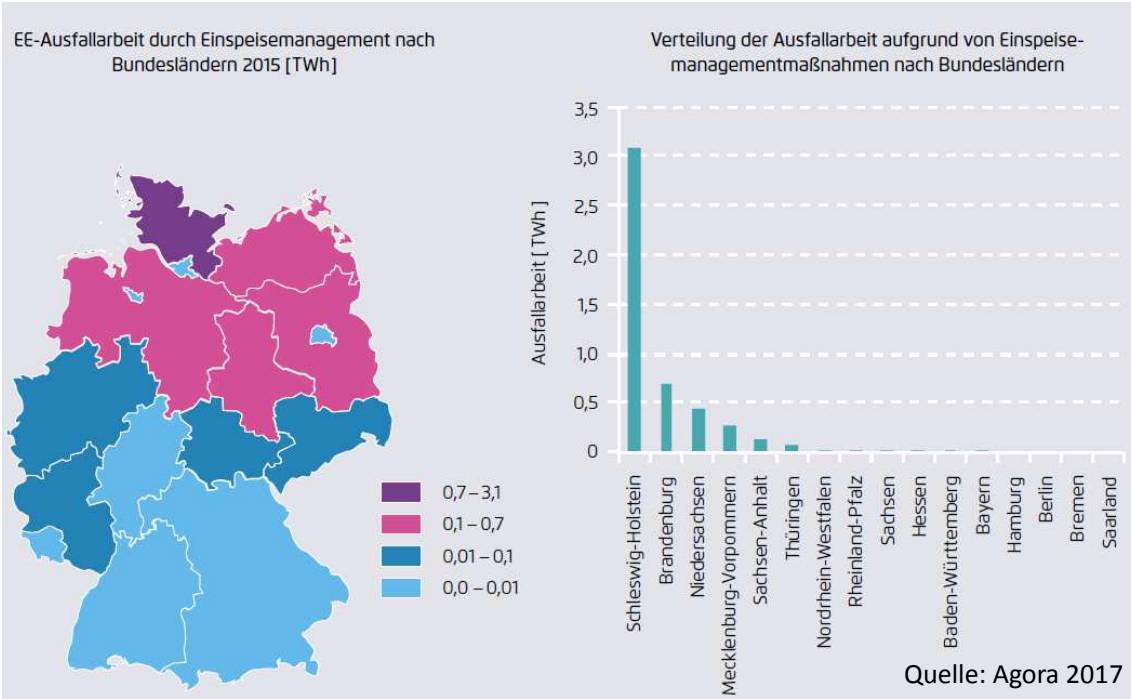 EE-Ausfallarbeit durch Einspeisemanagement nach
Bundesländern 2015 [TWh]
0,7 – 3,1
0,1 – 0,7
0,01 – 0,1
0,0 – 0,01
Verteilung der Ausfallarbeit aufgrund von Einspeise-
managementmaßnahmen nach Bundesländern
Ausfallarbeit [TWh]
3,5
3,0
2,5
2,0
1,5
1,0
0,5
0
Schleswig-Holstein
Brandenburg
Niedersachsen
Mecklenburg-Vorpommern
Sachsen-Anhalt
Thüringen
Nordrhein-Westfalen
Rheinland-Pfalz
Sachsen
Hessen
Baden-Württemberg
Bayern
Hamburg
Berlin
Bremen
Saarland
Quelle: Agora 2017